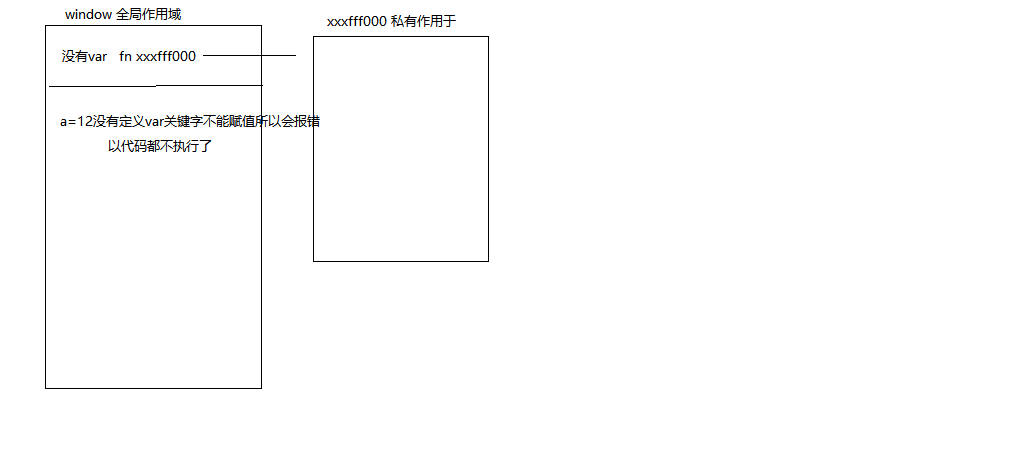 window 全局作用域
xxxfff000 私有作用于
没有var fn xxxfff000
a=12没有定义var关键字不能赋值所以会报错
以代码都不执行了